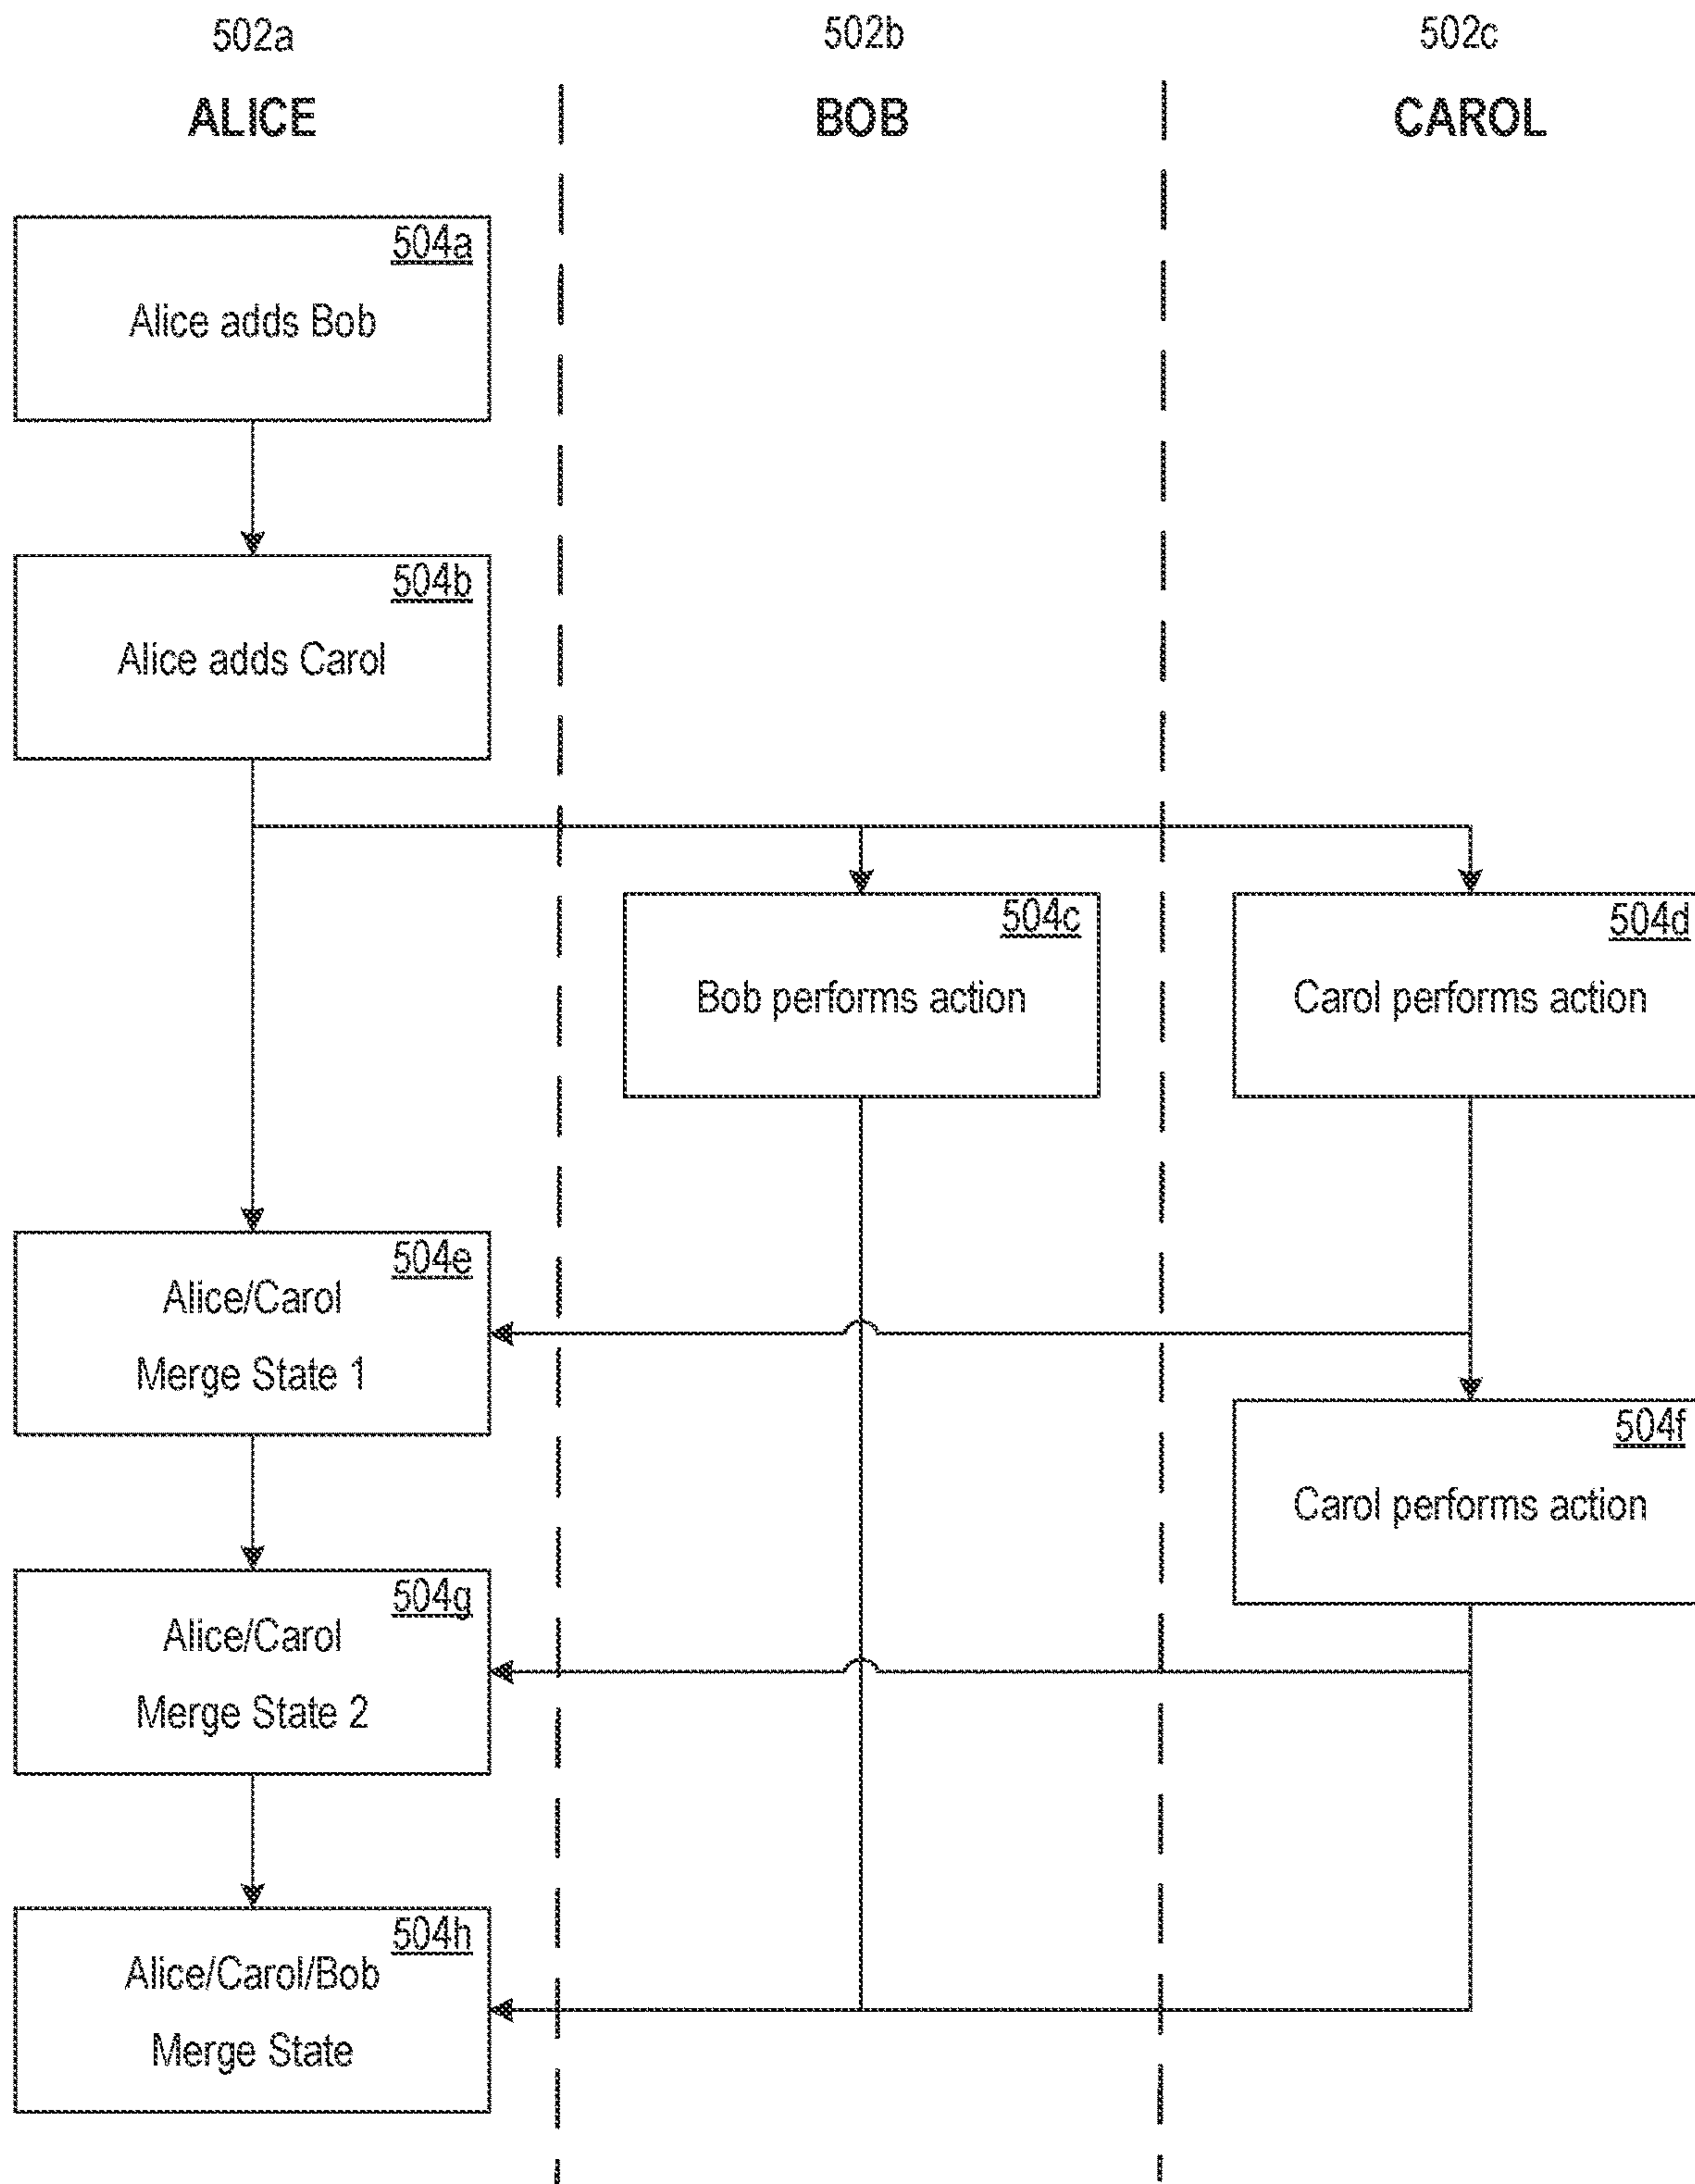 502a
502b
502c
ALICE
BOB
CAROL
504a
Alice adds Bob
504b
Alice adds Carol
504c
Bob performs action
504d
Carol performs action
504e
Alice/Carol
Merge State 1
504f
Carol performs action
504g
Alice/Carol
Merge State 2
504h
Alice/Carol/Bob
Merge State